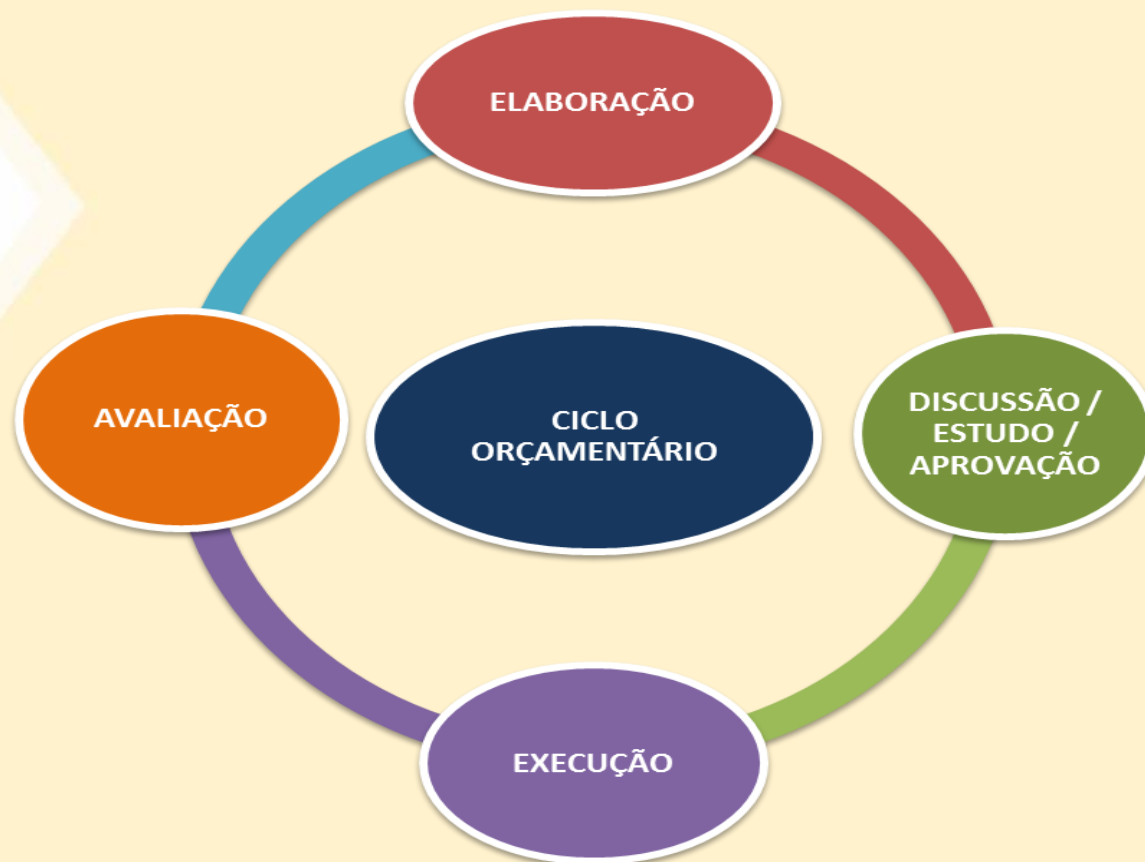 ELABORAÇÃO
DISCUSSÃO /
ESTUDO /
APROVAÇÃO
EXECUÇÃO
AVALIAÇÃO
CICLO
ORÇAMENTÁRIO